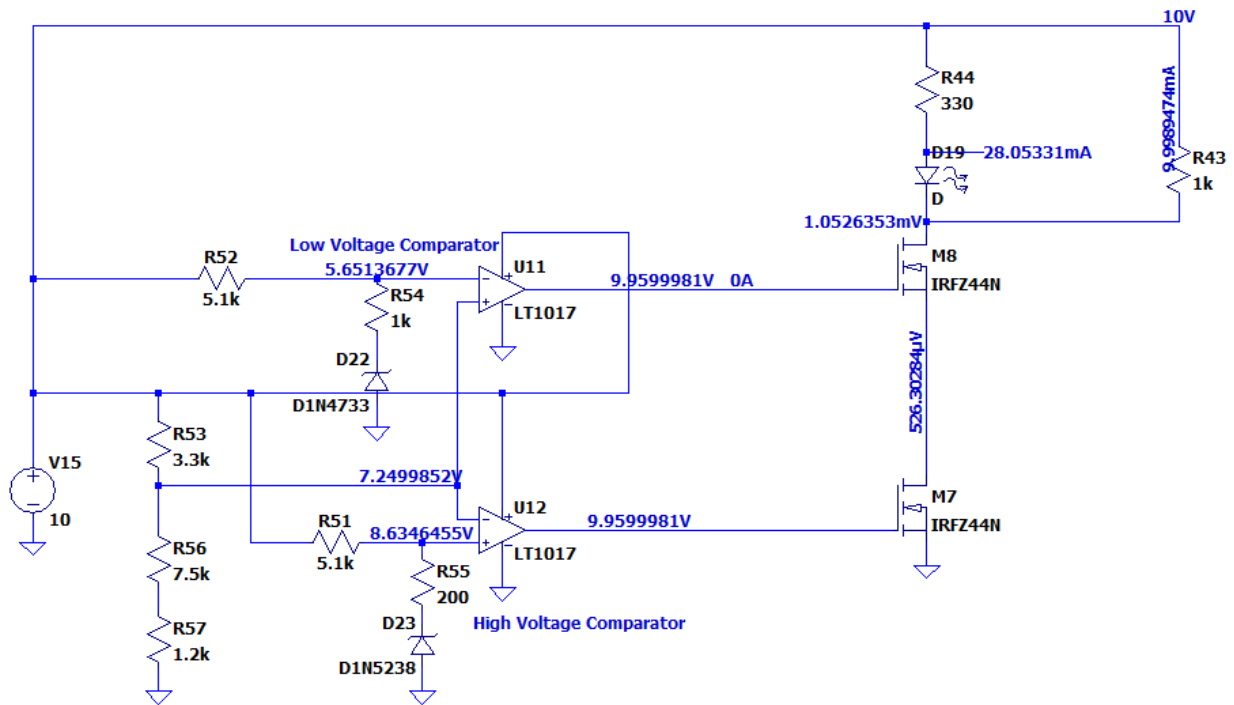 10V
R44
330
9.9989474mA
D19
28.05331mA
R43
1k
D
1.0526353mV
Low Voltage Comparator
R52
5.1k
5.6513677V
U11
LT1017
9.9599981V
0A
M8
IRFZ44N
R54
1k
D22
D1N4733
526.30284µV
R53
3.3k
V15
10
7.2499852V
U12
LT1017
M7
IRFZ44N
R51
5.1k
8.6346455V
9.9599981V
R56
7.5k
R55
200
R57
1.2k
D23
D1N5238
High Voltage Comparator